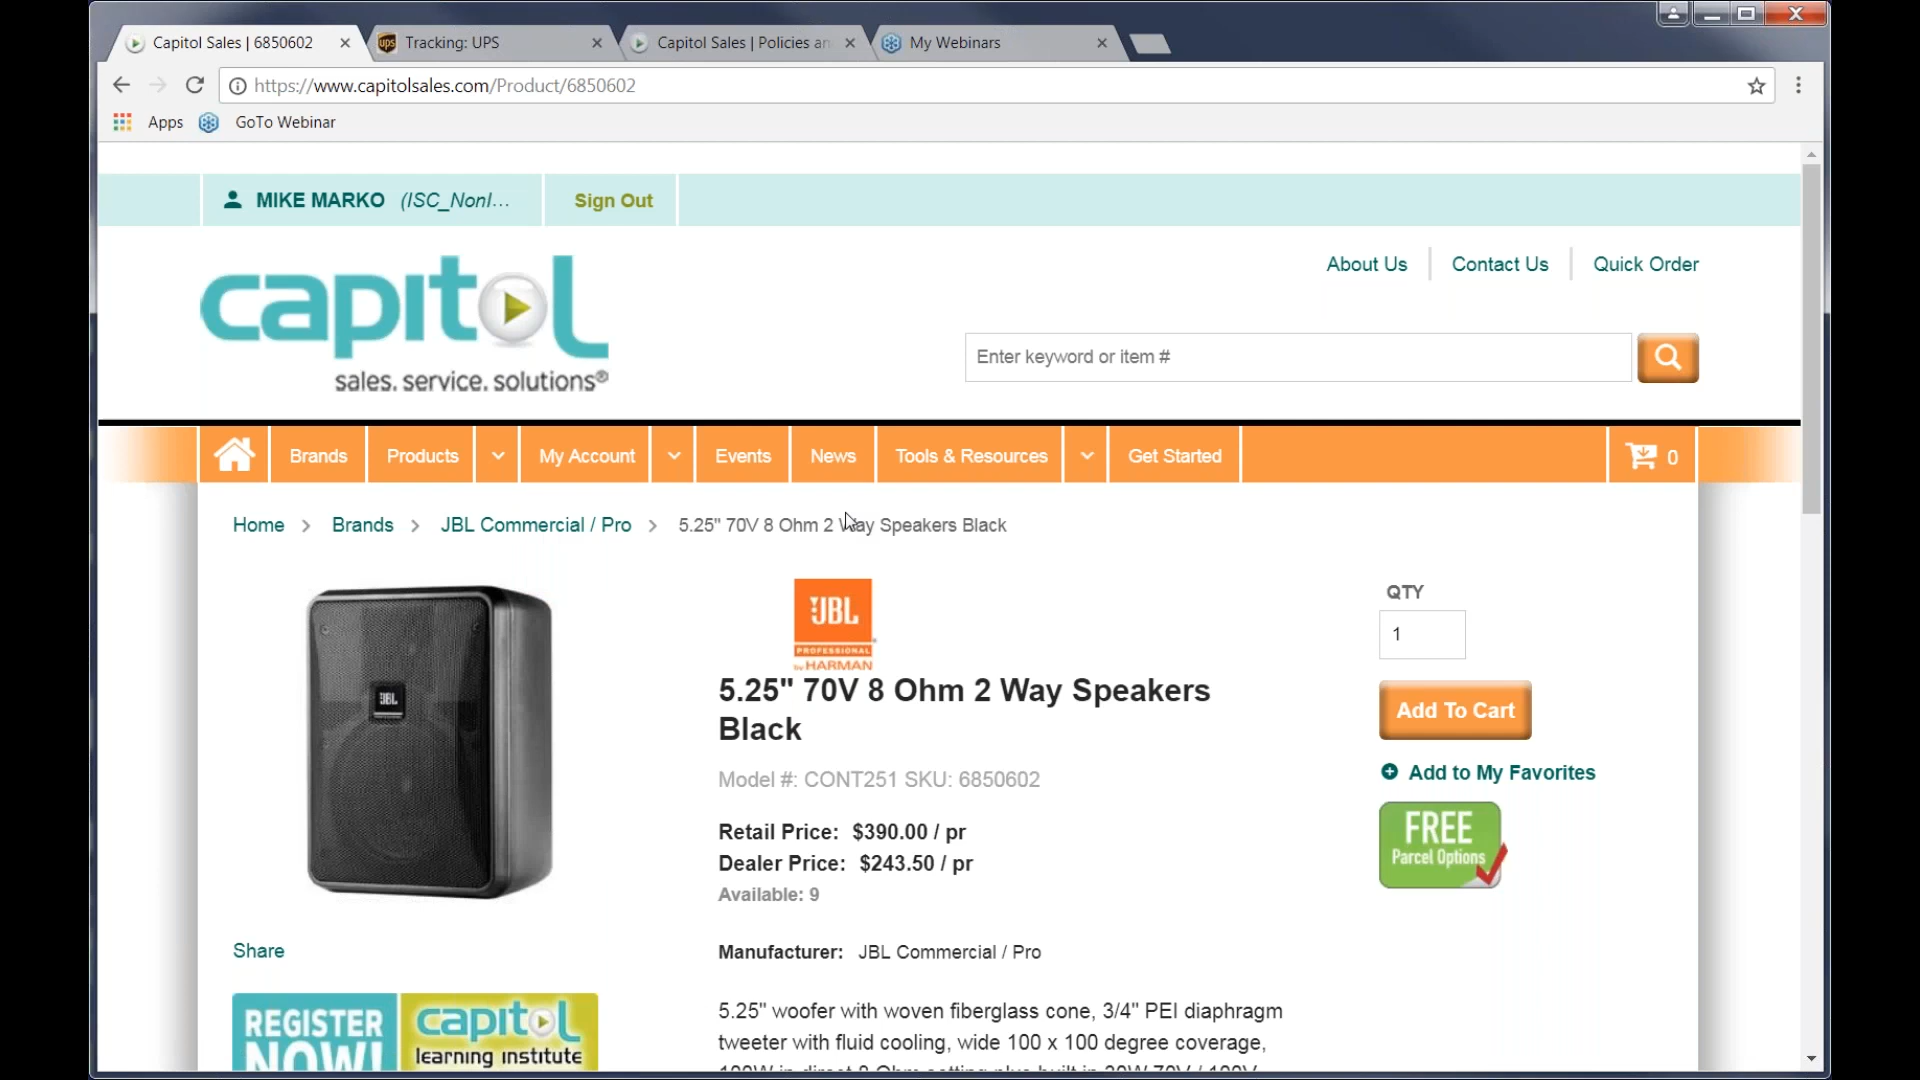 Capitol Sales | 6850602
Tracking: UPS
Capitol Sales | Policies an
My Webinars
https://www.capitolsales.com/Product/6850602
Apps
GoTo Webinar
MIKE MARKO (ISC_NonI...
Sign Out
About Us
Contact Us
Quick Order
capitol
sales. service. solutions®
Enter keyword or item #
Brands
Products
My Account
Events
News
Tools & Resources
Get Started
0
Home > Brands > JBL Commercial / Pro > 5.25" 70V 8 Ohm 2 Way Speakers Black
JBL
PROFESSIONAL
by HARMAN
5.25" 70V 8 Ohm 2 Way Speakers
Black
Model #: CONT251 SKU: 6850602
Retail Price: $390.00 / pr
Dealer Price: $243.50 / pr
Available: 9
Manufacturer: JBL Commercial / Pro
5.25" woofer with woven fiberglass cone, 3/4" PEI diaphragm
tweeter with fluid cooling, wide 100 x 100 degree coverage,
QTY
1
Add To Cart
Add to My Favorites
FREE
Parcel Options
JBL
Share
REGISTER
NOW!
capitol
learning institute